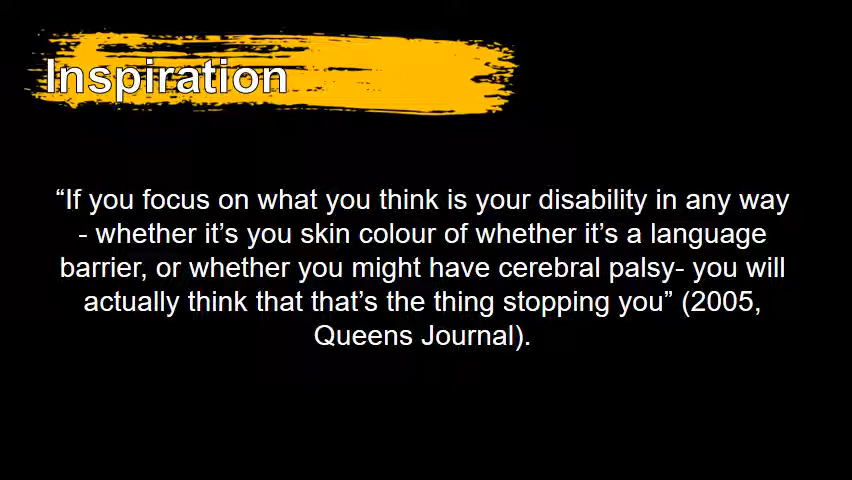 Inspiration
“If you focus on what you think is your disability in any way
- whether it’s you skin colour of whether it’s a language
barrier, or whether you might have cerebral palsy- you will
actually think that that’s the thing stopping you” (2005,
Queens Journal).